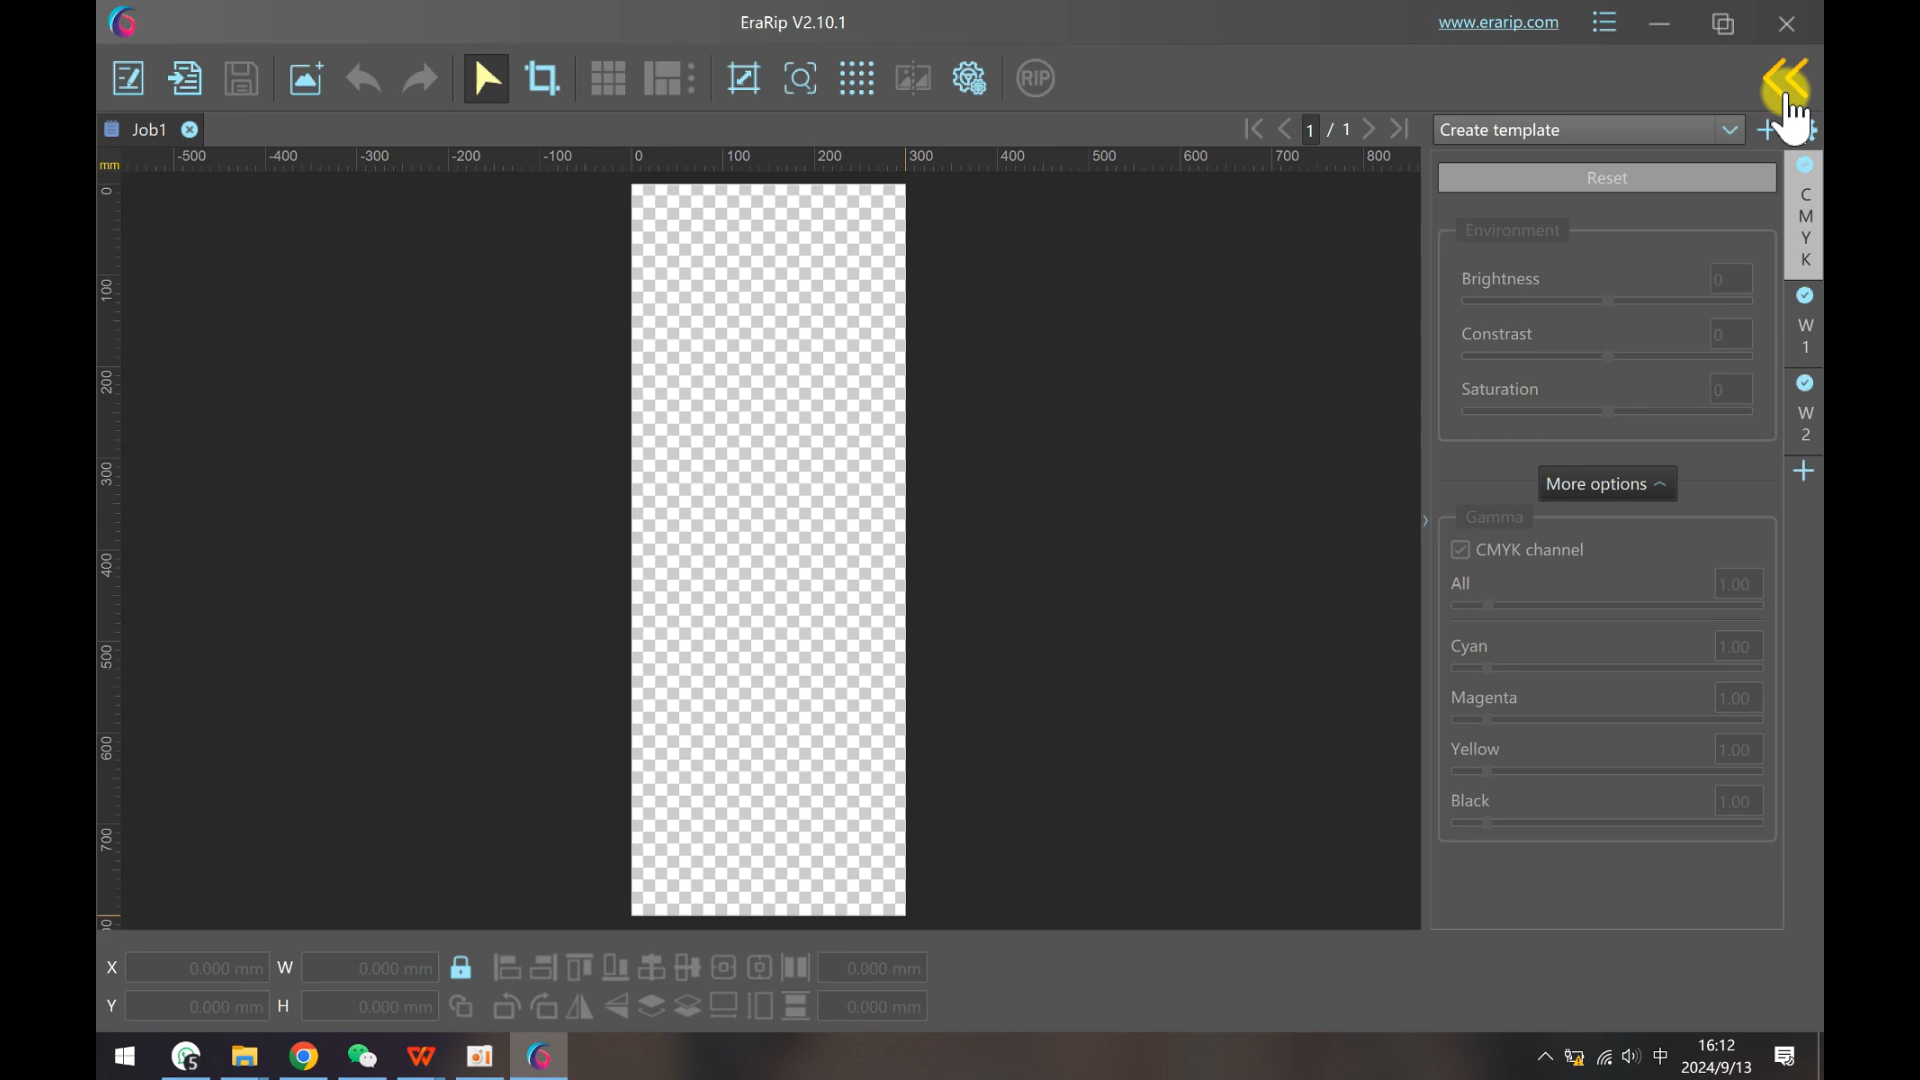 EraRip V2.10.1
www.erarip.com
RIP
Job1
1 / 1
Create template
mm
-500 -400 -300 -200 -100 0 100 200 300 400 500 600 700 800
0
100
200
300
400
500
600
700
Reset
Environment
Brightness 0
Constrast 0
Saturation 0
More options
Gamma
CMYK channel
All 1.00
Cyan 1.00
Magenta 1.00
Yellow 1.00
Black 1.00
C
M
Y
K
W
1
W
2
X 0.000 mm W 0.000 mm 0.000 mm
Y 0.000 mm H 0.000 mm 0.000 mm
5
中
16:12
2024/9/13